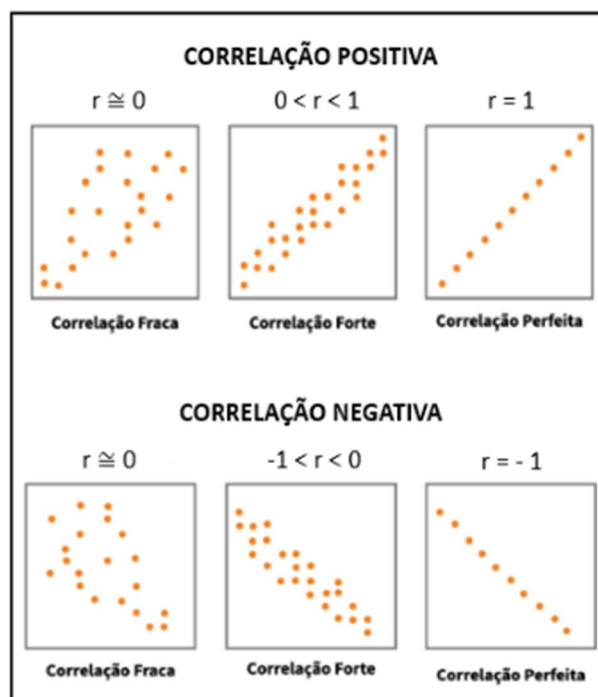 CORRELAÇÃO POSITIVA
r ≅ 0 0 < r < 1 r = 1
Correlação Fraca Correlação Forte Correlação Perfeita
CORRELAÇÃO NEGATIVA
r ≅ 0 -1 < r < 0 r = - 1
Correlação Fraca Correlação Forte Correlação Perfeita